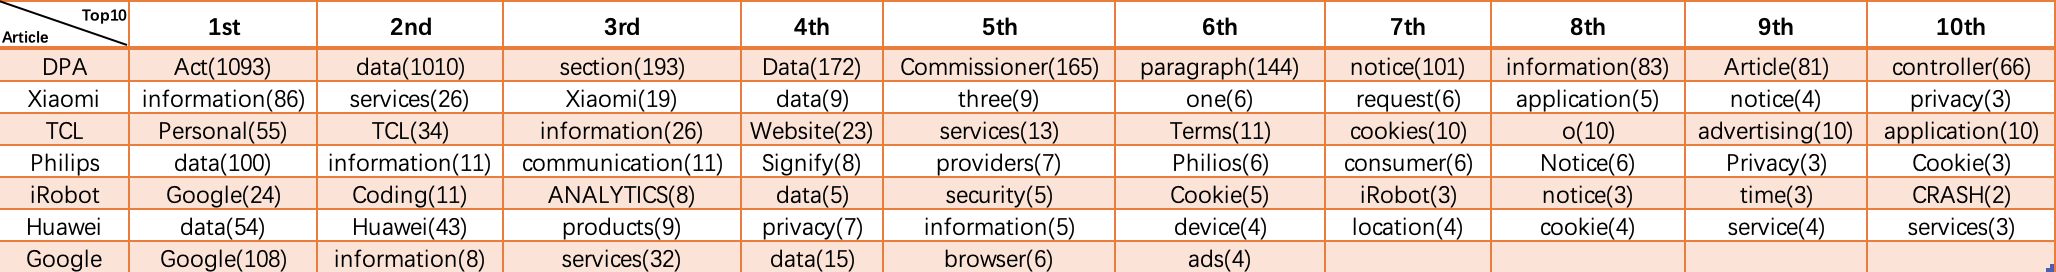 Top10 Article 1st 2nd 3rd 4th 5th 6th 7th 8th 9th 10th
DPA Act(1093) data(1010) section(193) Data(172) Commissioner(165) paragraph(144) notice(101) information(83) Article(81) controller(66)
Xiaomi information(86) services(26) Xiaomi(19) data(9) three(9) one(6) request(6) application(5) notice(4) privacy(3)
TCL Personal(55) TCL(34) information(26) Website(23) services(13) Terms(11) cookies(10) o(10) advertising(10) application(10)
Philips data(100) information(11) communication(11) Signify(8) providers(7) Philios(6) consumer(6) Notice(6) Privacy(3) Cookie(3)
iRobot Google(24) Coding(11) ANALYTICS(8) data(5) security(5) Cookie(5) iRobot(3) notice(3) time(3) CRASH(2)
Huawei data(54) Huawei(43) products(9) privacy(7) information(5) device(4) location(4) cookie(4) service(4) services(3)
Google Google(108) information(8) services(32) data(15) browser(6) ads(4)